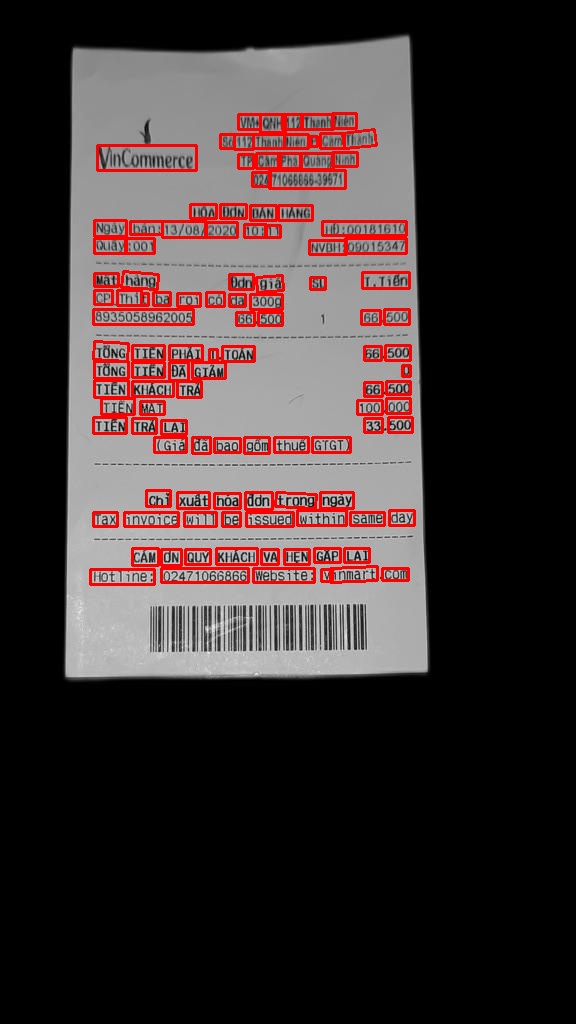 VinCommerce
VM+ QNH 112 Thanh Niên
Số 112 Thanh Niên P Cẩm Thành
TP Cẩm Phả Quảng Ninh
02471066866-39671
HÓA ĐƠN BÁN HÀNG
Ngày bán: 13/08/2020 10:11 HĐ:00181610
Quầy:001 NVBH:09015347
Mặt hàng Đơn giá SL T.Tiền
CP Thịt ba rọi có da 300g
8935058962005 66.500 1 66.500
TỔNG TIỀN PHẢI T.TOÁN 66.500
TỔNG TIỀN ĐÃ GIẢM 0
TIỀN KHÁCH TRẢ 66.500
TIỀN MẶT 100.000
TIỀN TRẢ LẠI 33.500
(Giá đã bao gồm thuế GTGT)
Chỉ xuất hóa đơn trong ngày
Tax invoice will be issued within same day
CẢM ƠN QUÝ KHÁCH VÀ HẸN GẶP LẠI
Hotline: 02471066866 Website: vinmart.com